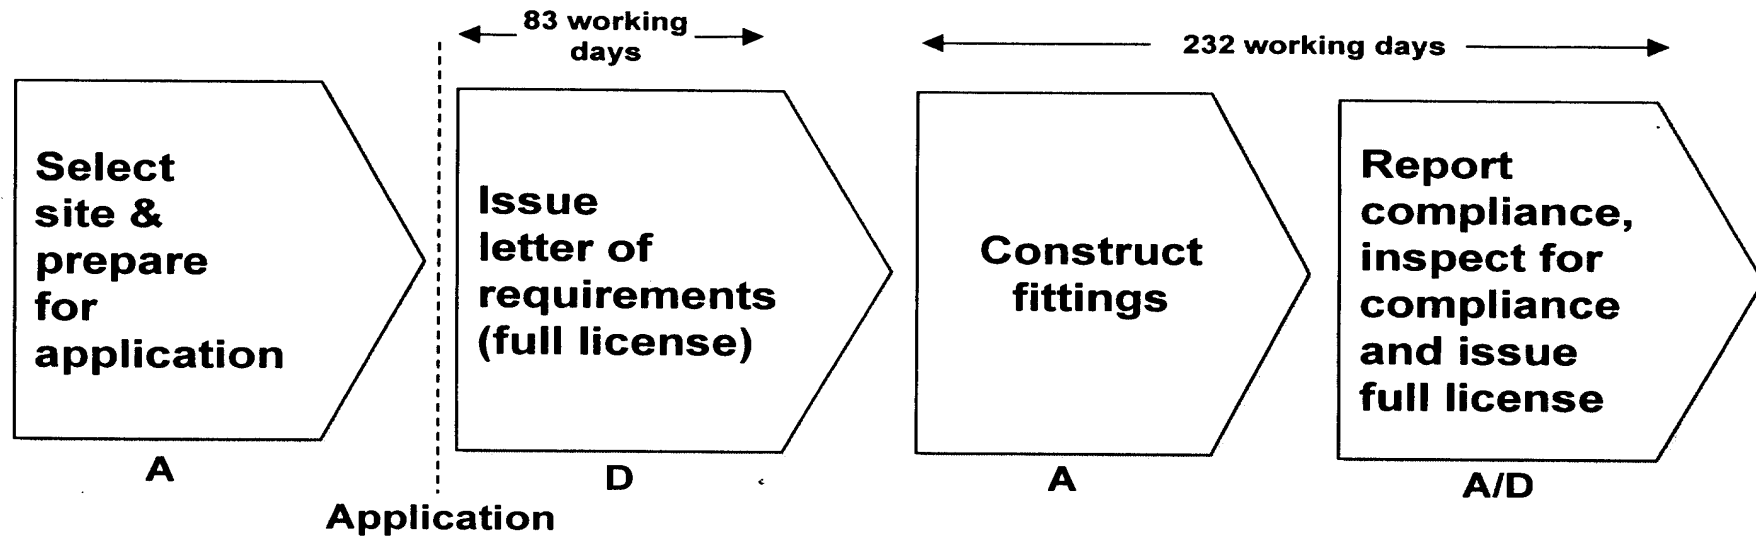 83 working
days
232 working days
Select
site &
prepare
for
application
Issue
letter of
requirements
(full license)
Construct
fittings
Report
compliance,
inspect for
compliance
and issue
full license
A
D
A
A/D
Application